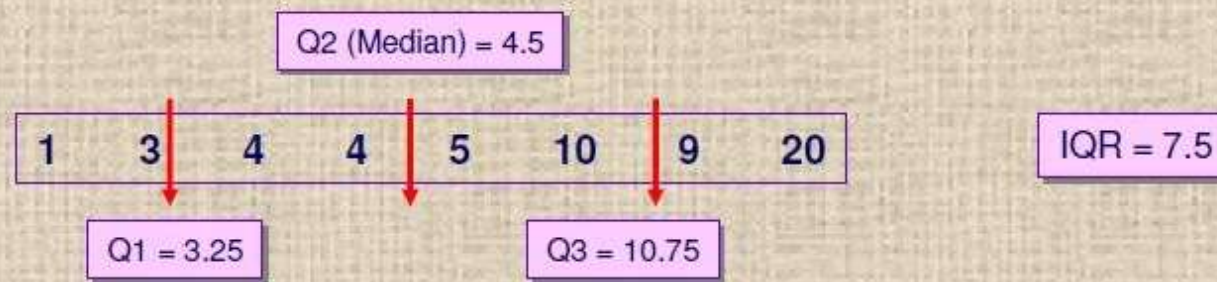 Q2 (Median) = 4.5
1 3 4 4 5 10 9 20
IQR = 7.5
Q1 = 3.25
Q3 = 10.75